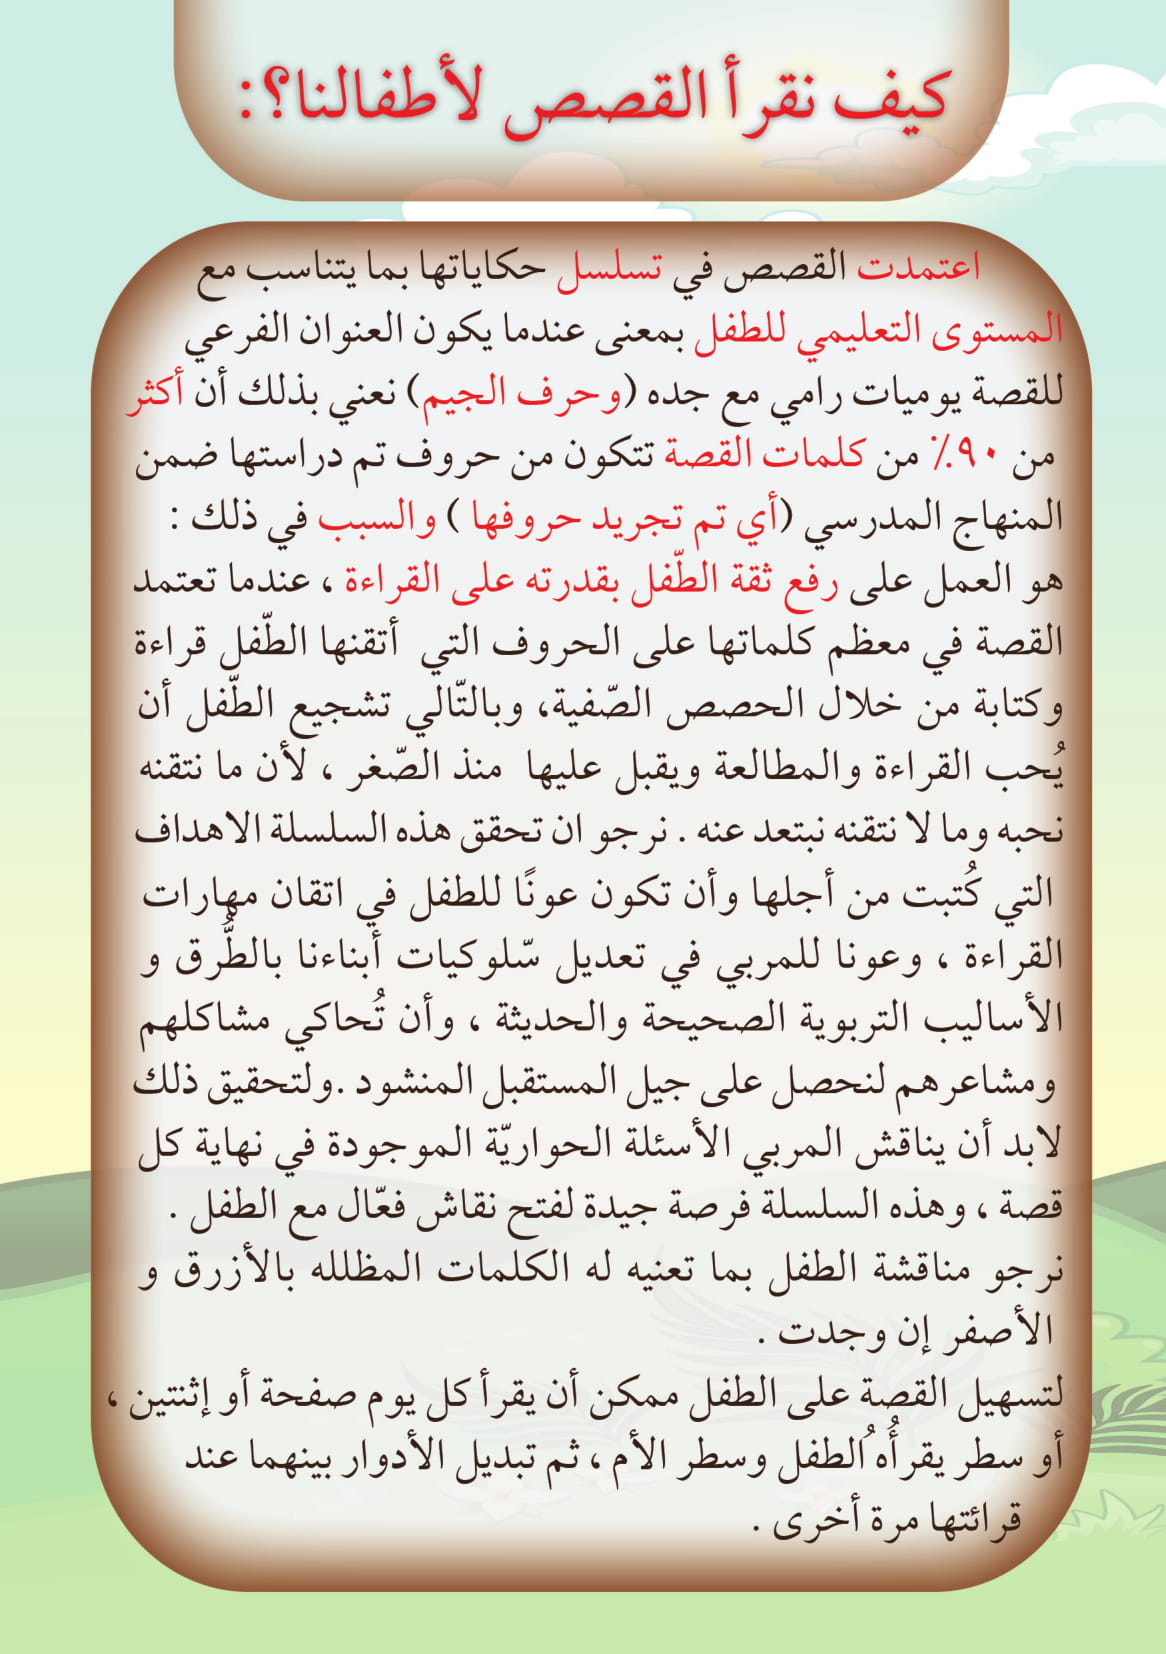 كيف نقرأ القصص لأطفالنا؟:
اعتمدت القصص في تسلسل حكاياتها بما يتناسب مع
المستوى التعليمي للطفل بمعنى عندما يكون العنوان الفرعي
للقصة يوميات رامي مع جده (وحرف الجيم) نعني بذلك أن أكثر
من ٩٠٪ من كلمات القصة تتكون من حروف تم دراستها ضمن
المنهاج المدرسي (أي تم تجريد حروفها ) والسبب في ذلك :
هو العمل على رفع ثقة الطّفل بقدرته على القراءة ، عندما تعتمد
القصة في معظم كلماتها على الحروف التي أتقنها الطّفل قراءة
وكتابة من خلال الحصص الصّفية، وبالتّالي تشجيع الطّفل أن
يُحب القراءة والمطالعة ويقبل عليها منذ الصّغر ، لأن ما نتقنه
نحبه وما لا نتقنه نبتعد عنه . نرجو ان تحقق هذه السلسلة الاهداف
التي كُتبت من أجلها وأن تكون عونًا للطفل في اتقان مهارات
القراءة ، وعونا للمربي في تعديل سّلوكيات أبناءنا بالطُّرق و
الأساليب التربوية الصحيحة والحديثة ، وأن تُحاكي مشاكلهم
ومشاعرهم لنحصل على جيل المستقبل المنشود .ولتحقيق ذلك
لابد أن يناقش المربي الأسئلة الحواريّة الموجودة في نهاية كل
قصة ، وهذه السلسلة فرصة جيدة لفتح نقاش فعّال مع الطفل .
نرجو مناقشة الطفل بما تعنيه له الكلمات المظلله بالأزرق و
الأصفر إن وجدت .
لتسهيل القصة على الطفل ممكن أن يقرأ كل يوم صفحة أو إثنتين ،
أو سطر يقرأُه ُالطفل وسطر الأم ، ثم تبديل الأدوار بينهما عند
قرائتها مرة أخرى .